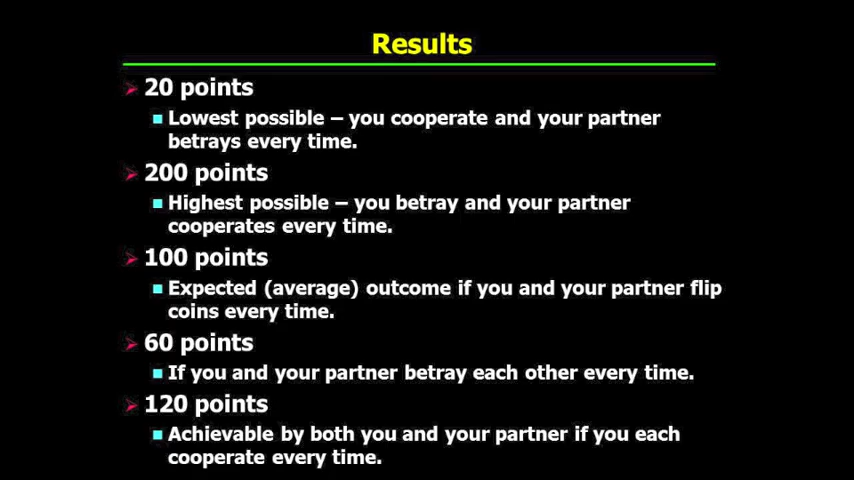 Results
20 points
Lowest possible – you cooperate and your partner
betrays every time.
200 points
Highest possible – you betray and your partner
cooperates every time.
100 points
Expected (average) outcome if you and your partner flip
coins every time.
60 points
If you and your partner betray each other every time.
120 points
Achievable by both you and your partner if you each
cooperate every time.